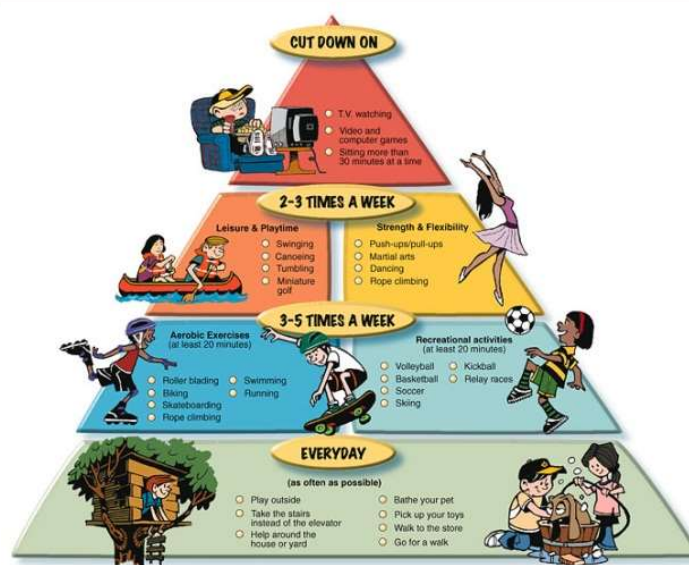 CUT DOWN ON
T.V. watching
Video and
computer games
Sitting more than
30 minutes at a time
2-3 TIMES A WEEK
Leisure & Playtime
Swinging
Canoeing
Tumbling
Miniature
golf
Strength & Flexibility
Push-ups/pull-ups
Martial arts
Dancing
Rope climbing
3-5 TIMES A WEEK
Aerobic Exercises
(at least 20 minutes)
Roller blading
Biking
Skateboarding
Rope climbing
Swimming
Running
Recreational activities
(at least 20 minutes)
Volleyball
Basketball
Soccer
Skiing
Kickball
Relay races
EVERYDAY
(as often as possible)
Play outside
Take the stairs
instead of the elevator
Help around the
house or yard
Bathe your pet
Pick up your toys
Walk to the store
Go for a walk